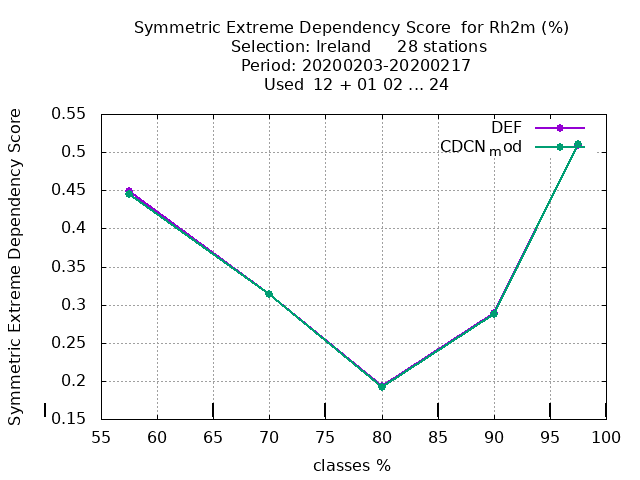 Symmetric Extreme Dependency Score for Rh2m (%)
Selection: Ireland 28 stations
Period: 20200203-20200217
Used 12 + 01 02 ... 24
Symmetric Extreme Dependency Score
0.55
0.5
0.45
0.4
0.35
0.3
0.25
0.2
0.15
DEF
CDCN_mod
55 60 65 70 75 80 85 90 95 100
classes %